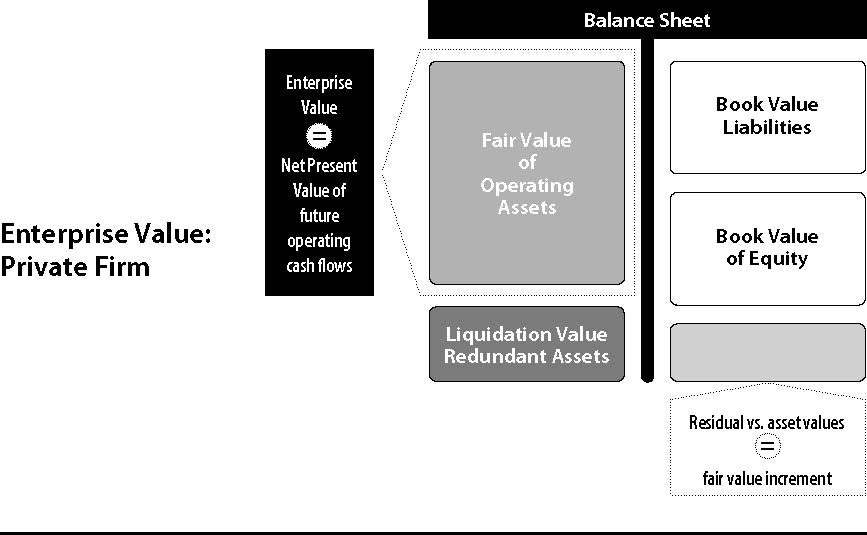 Balance Sheet
Enterprise
Value
=
Net Present
Value of
future
operating
cash flows
Fair Value
of
Operating
Assets
Book Value
Liabilities
Enterprise Value:
Private Firm
Book Value
of Equity
Liquidation Value
Redundant Assets
Residual vs. asset values
=
fair value increment